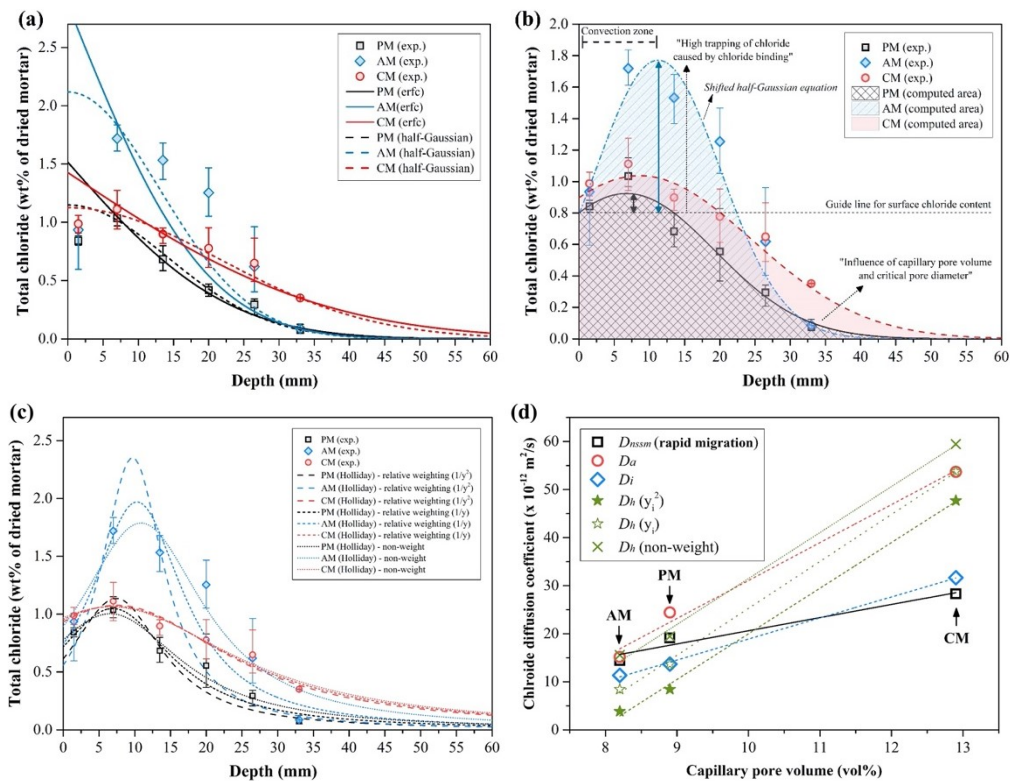 (a)
Total chloride (wt% of dried mortar)
2.5
2.0
1.5
1.0
0.5
0.0
PM (exp.)
AM (exp.)
CM (exp.)
PM (erfc)
AM(erfc)
CM (erfc)
PM (half-Gaussian)
AM (half-Gaussian)
CM (half-Gaussian)
0 5 10 15 20 25 30 35 40 45 50 55 60
Depth (mm)
(b)
Total chloride (wt% of dried mortar)
2.0
1.8
1.6
1.4
1.2
1.0
0.8
0.6
0.4
0.2
0.0
Convection zone
"High trapping of chloride
caused by chloride binding"
Shifted half-Gaussian equation
PM (exp.)
AM (exp.)
CM (exp.)
PM (computed area)
AM (computed area)
CM (computed area)
Guide line for surface chloride content
"Influence of capillary pore volume
and critical pore diameter"
0 5 10 15 20 25 30 35 40 45 50 55 60
Depth (mm)
(c)
Total chloride (wt% of dried mortar)
2.5
2.0
1.5
1.0
0.5
0.0
PM (exp.)
AM (exp.)
CM (exp.)
PM (Holliday) - relative weighting (1/y²)
AM (Holliday) - relative weighting (1/y²)
CM (Holliday) - relative weighting (1/y²)
PM (Holliday) - relative weighting (1/y)
AM (Holliday) - relative weighting (1/y)
CM (Holliday) - relative weighting (1/y)
PM (Holliday) - non-weight
AM (Holliday) - non-weight
CM (Holliday) - non-weight
0 5 10 15 20 25 30 35 40 45 50 55 60
Depth (mm)
(d)
Chlroide diffusion coefficient (x 10⁻¹² m²/s)
60
50
40
30
20
10
0
Dnssm (rapid migration)
Da
Di
Dh (yi²)
Dh (yi)
Dh (non-weight)
AM
PM
CM
8 9 10 11 12 13
Capillary pore volume (vol%)